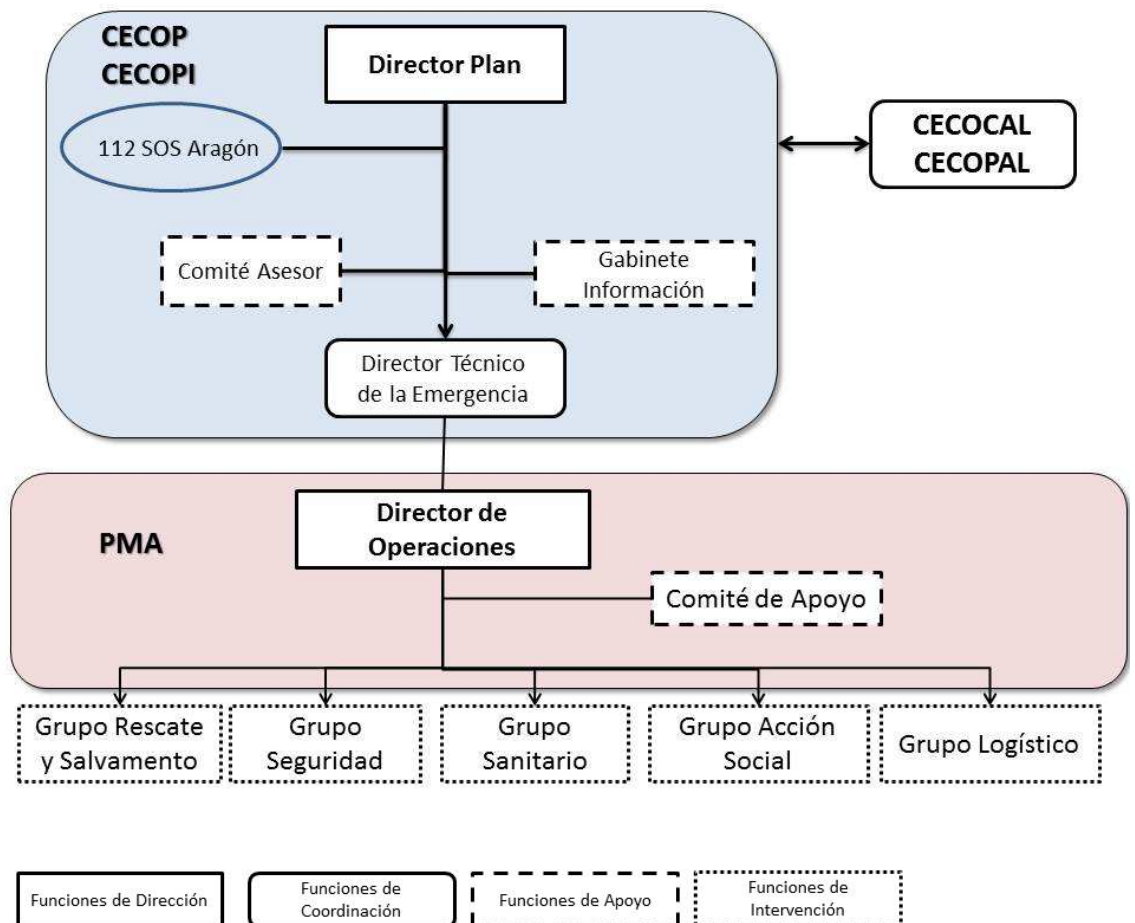 CECOP
CECOPI
Director Plan
112 SOS Aragón
CECOCAL
CECOPAL
Comité Asesor
Gabinete
Información
Director Técnico
de la Emergencia
PMA
Director de
Operaciones
Comité de Apoyo
Grupo Rescate
y Salvamento
Grupo
Seguridad
Grupo
Sanitario
Grupo Acción
Social
Grupo Logístico
Funciones de Dirección
Funciones de
Coordinación
Funciones de Apoyo
Funciones de
Intervención